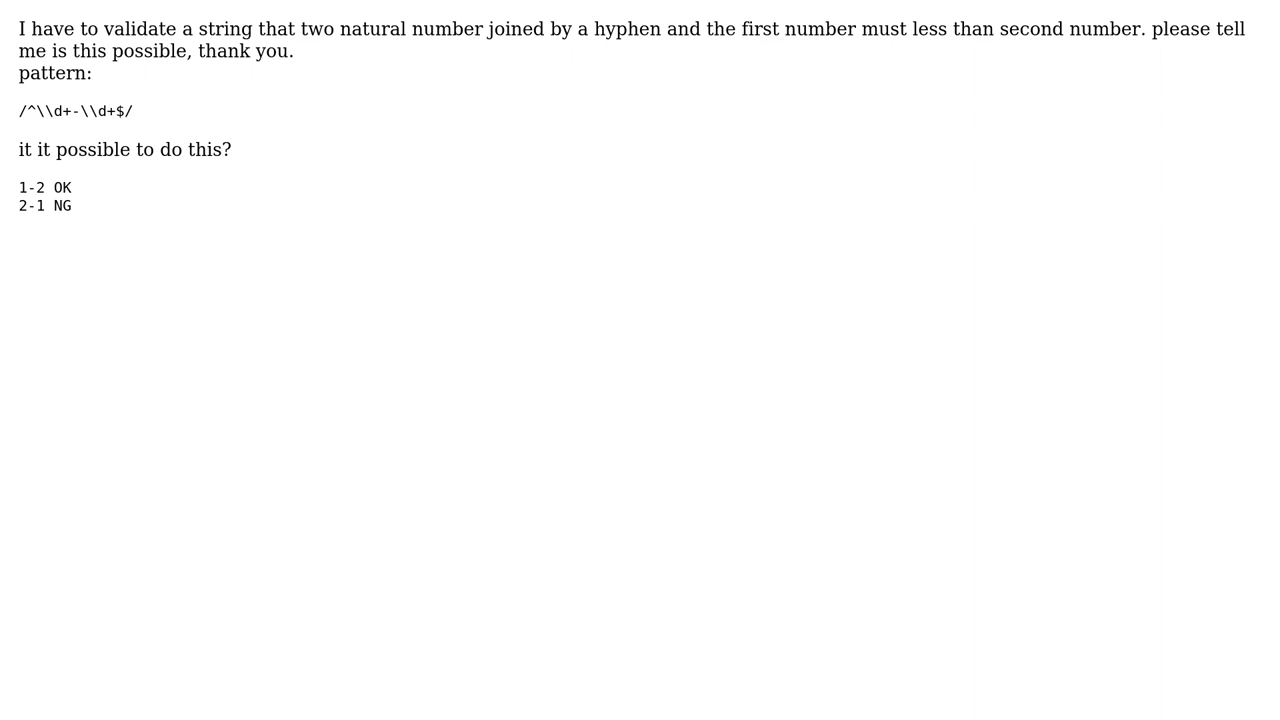 I have to validate a string that two natural number joined by a hyphen and the first number must less than second number. please tell
me is this possible, thank you.
pattern:
/^\\d+-\\d+$/
it it possible to do this?
1-2 OK
2-1 NG